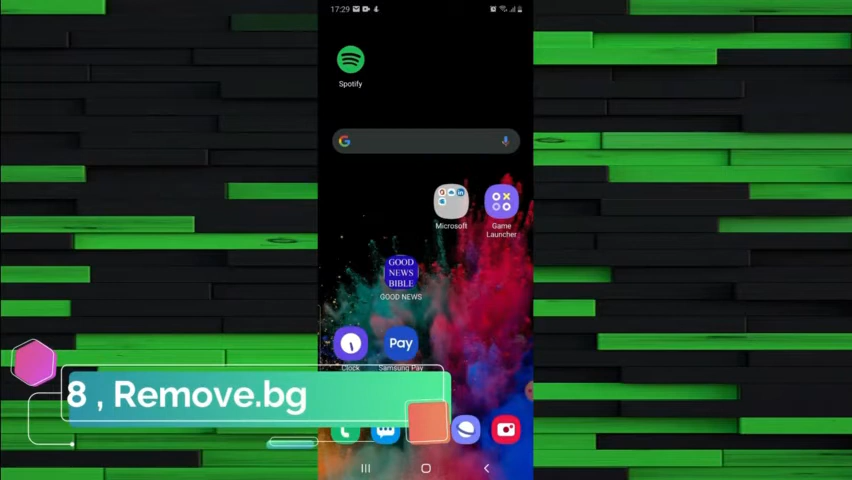 17:29
Spotify
Microsoft
Game
Launcher
GOOD
NEWS
BIBLE
GOOD NEWS
Pay
Clock
Samsung Pay
8 , Remove.bg